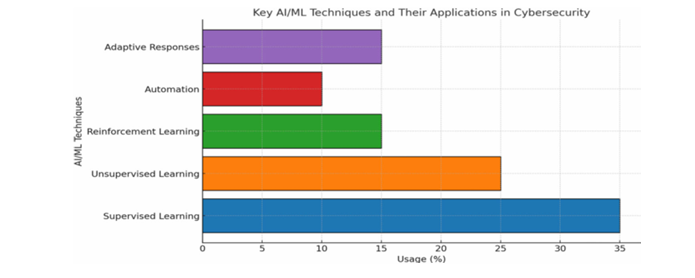 Key AI/ML Techniques and Their Applications in Cybersecurity
AI/ML Techniques
Adaptive Responses
Automation
Reinforcement Learning
Unsupervised Learning
Supervised Learning
0 5 10 15 20 25 30 35
Usage (%)